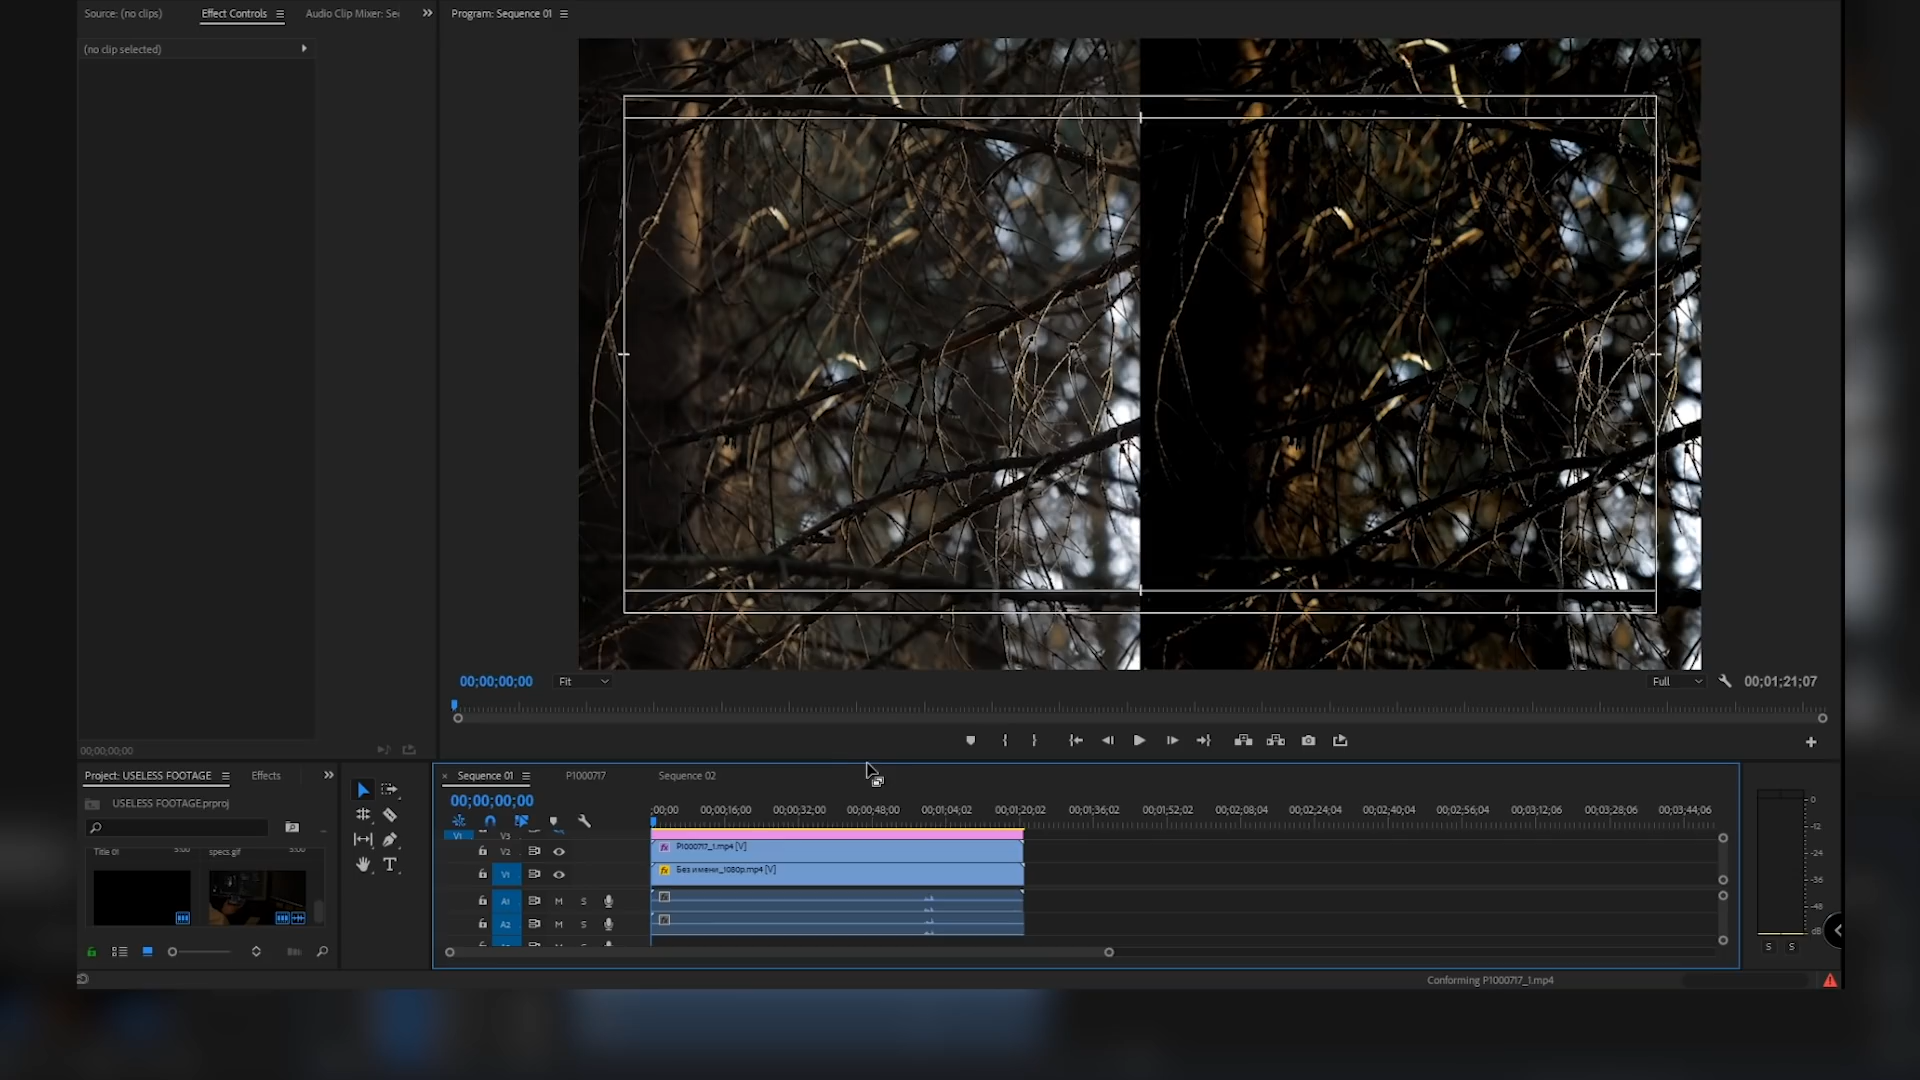 Source: (no clips)
Effect Controls
Audio Clip Mixer: Se
Program: Sequence 01
(no clip selected)
00;00;00;00
Fit
Full
00;01;21;07
00;00;00;00
Project: USELESS FOOTAGE
Effects
USELESS FOOTAGE.prproj
Title 01
5:00
specs.gif
5:00
× Sequence 01
P1000717
Sequence 02
00;00;00;00
:00;00
00;00;16;00
00;00;32;00
00;00;48;00
00;01;04;02
00;01;20;02
00;01;36;02
00;01;52;02
00;02;08;04
00;02;24;04
00;02;40;04
00;02;56;04
00;03;12;06
00;03;28;06
00;03;44;06
V1
V3
V2
P1000717_1.mp4 [V]
V1
Без имени_1080p.mp4 [V]
A1
M
S
A2
M
S
0
-12
-24
-36
-48
dB
S
S
Conforming P1000717_1.mp4